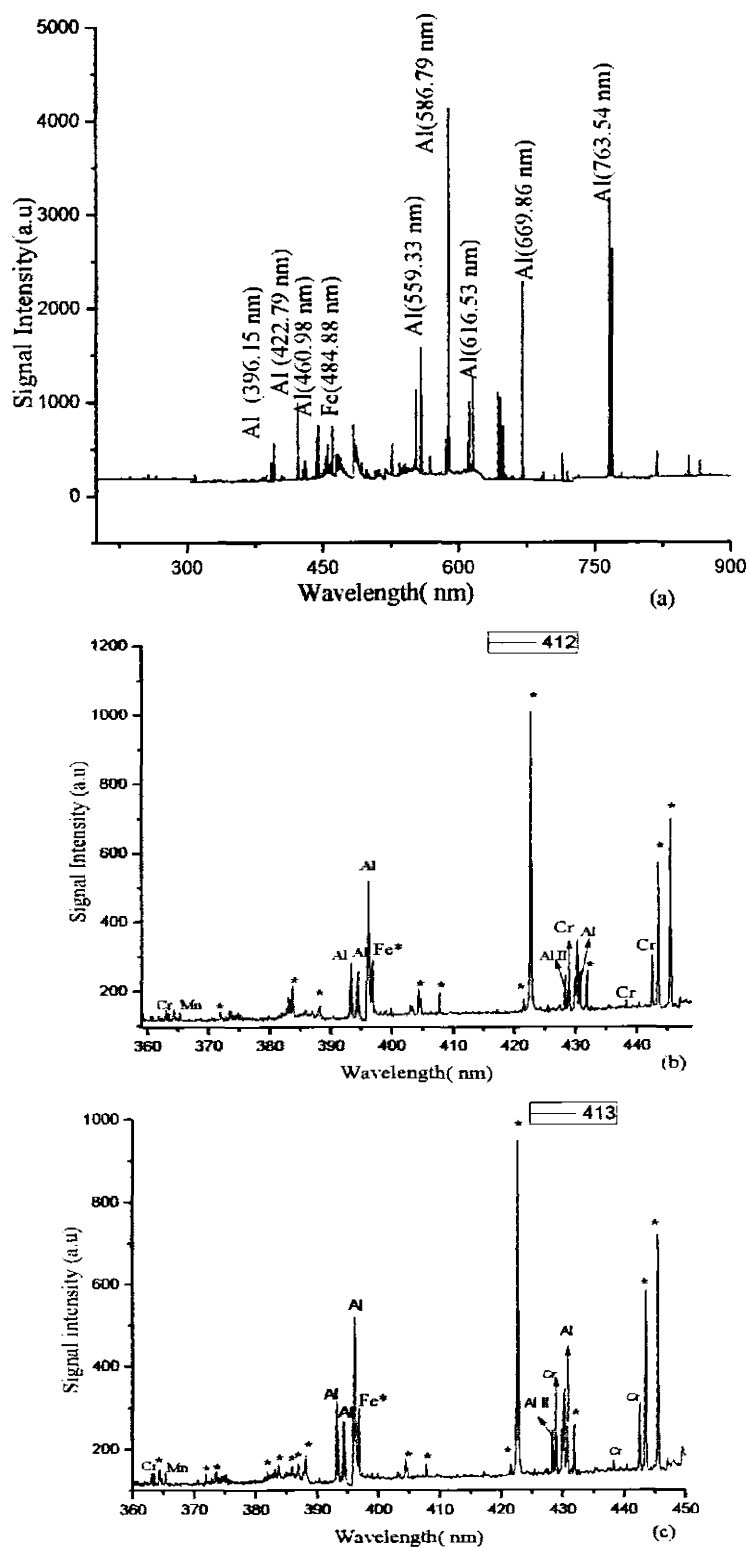 5000
4000
3000
2000
1000
0
Signal Intensity(a.u)
Al (396.15 nm)
Al (422.79 nm)
Al(460.98 nm)
Fe(484.88 nm)
Al(559.33 nm)
Al(586.79 nm)
Al(616.53 nm)
Al(669.86 nm)
Al(763.54 nm)
300 450 600 750 900
Wavelength( nm)
(a)
412
1200
1000
800
600
400
200
Signal Intensity (a.u)
Cr Mn * * * Al Al Al Fe* * * * * Al II Cr Al * Cr Cr * *
360 370 380 390 400 410 420 430 440
Wavelength( nm)
(b)
413
1000
800
600
400
200
Signal intensity (a.u)
Cr * Mn * * * * * * * Al Al Al Fe* * * * * Al II Cr Al * Cr Cr * *
360 370 380 390 400 410 420 430 440 450
Wavelength( nm)
(c)